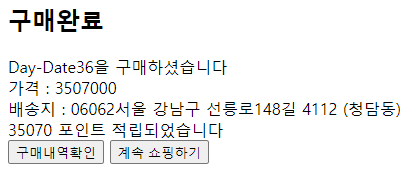 구매완료
Day-Date36을 구매하셨습니다
가격 : 3507000
배송지 : 06062서울 강남구 선릉로148길 4112 (청담동)
35070 포인트 적립되었습니다
구매내역확인 계속 쇼핑하기